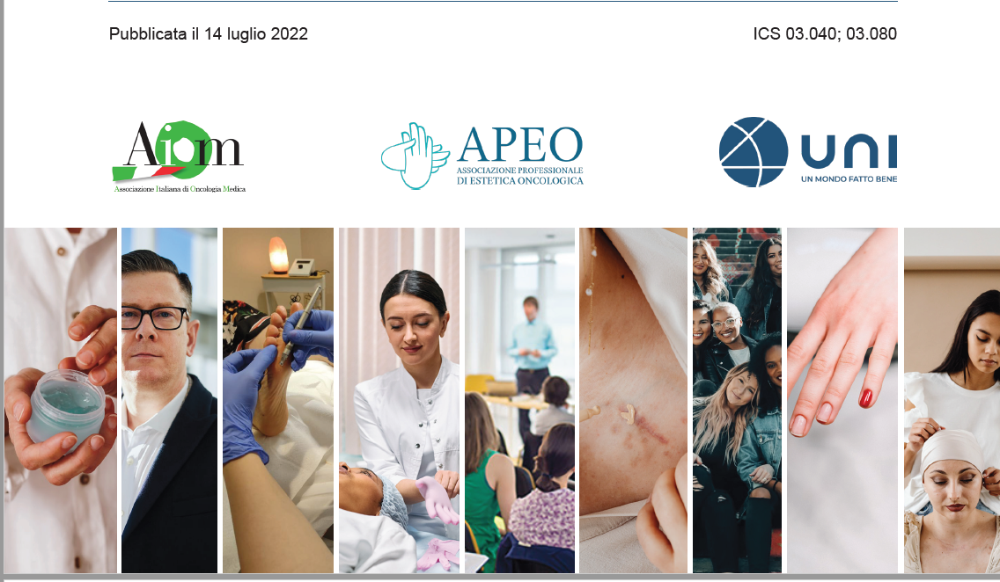 Pubblicata il 14 luglio 2022
ICS 03.040; 03.080
Aiom
Associazione Italiana di Oncologia Medica
APEO
ASSOCIAZIONE PROFESSIONALE
DI ESTETICA ONCOLOGICA
UNI
UN MONDO FATTO BENE